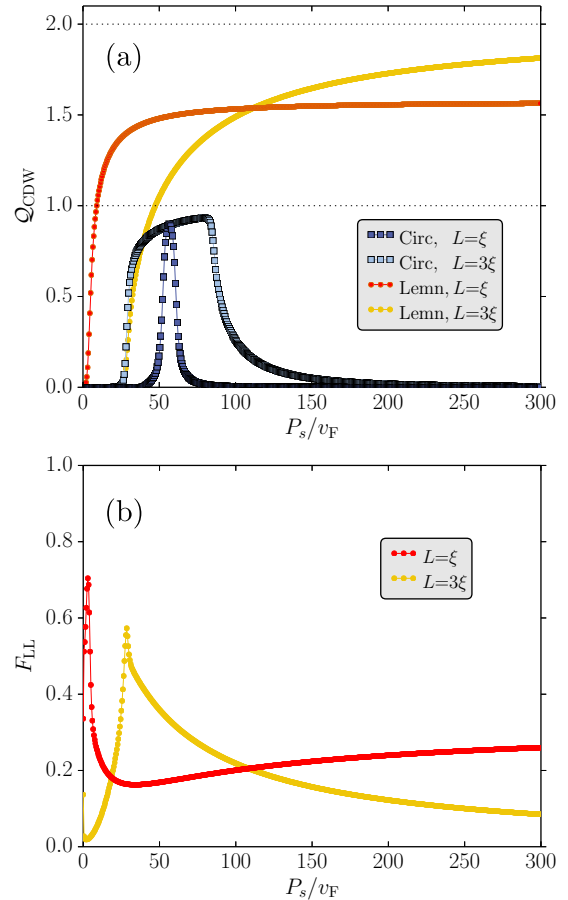 (a)
2.0
1.5
1.0
0.5
0.0
Q_CDW
Circ, L=ξ
Circ, L=3ξ
Lemn, L=ξ
Lemn, L=3ξ
0 50 100 150 200 250 300
P_s/v_F
(b)
1.0
0.8
0.6
0.4
0.2
0.0
F_LL
L=ξ
L=3ξ
0 50 100 150 200 250 300
P_s/v_F